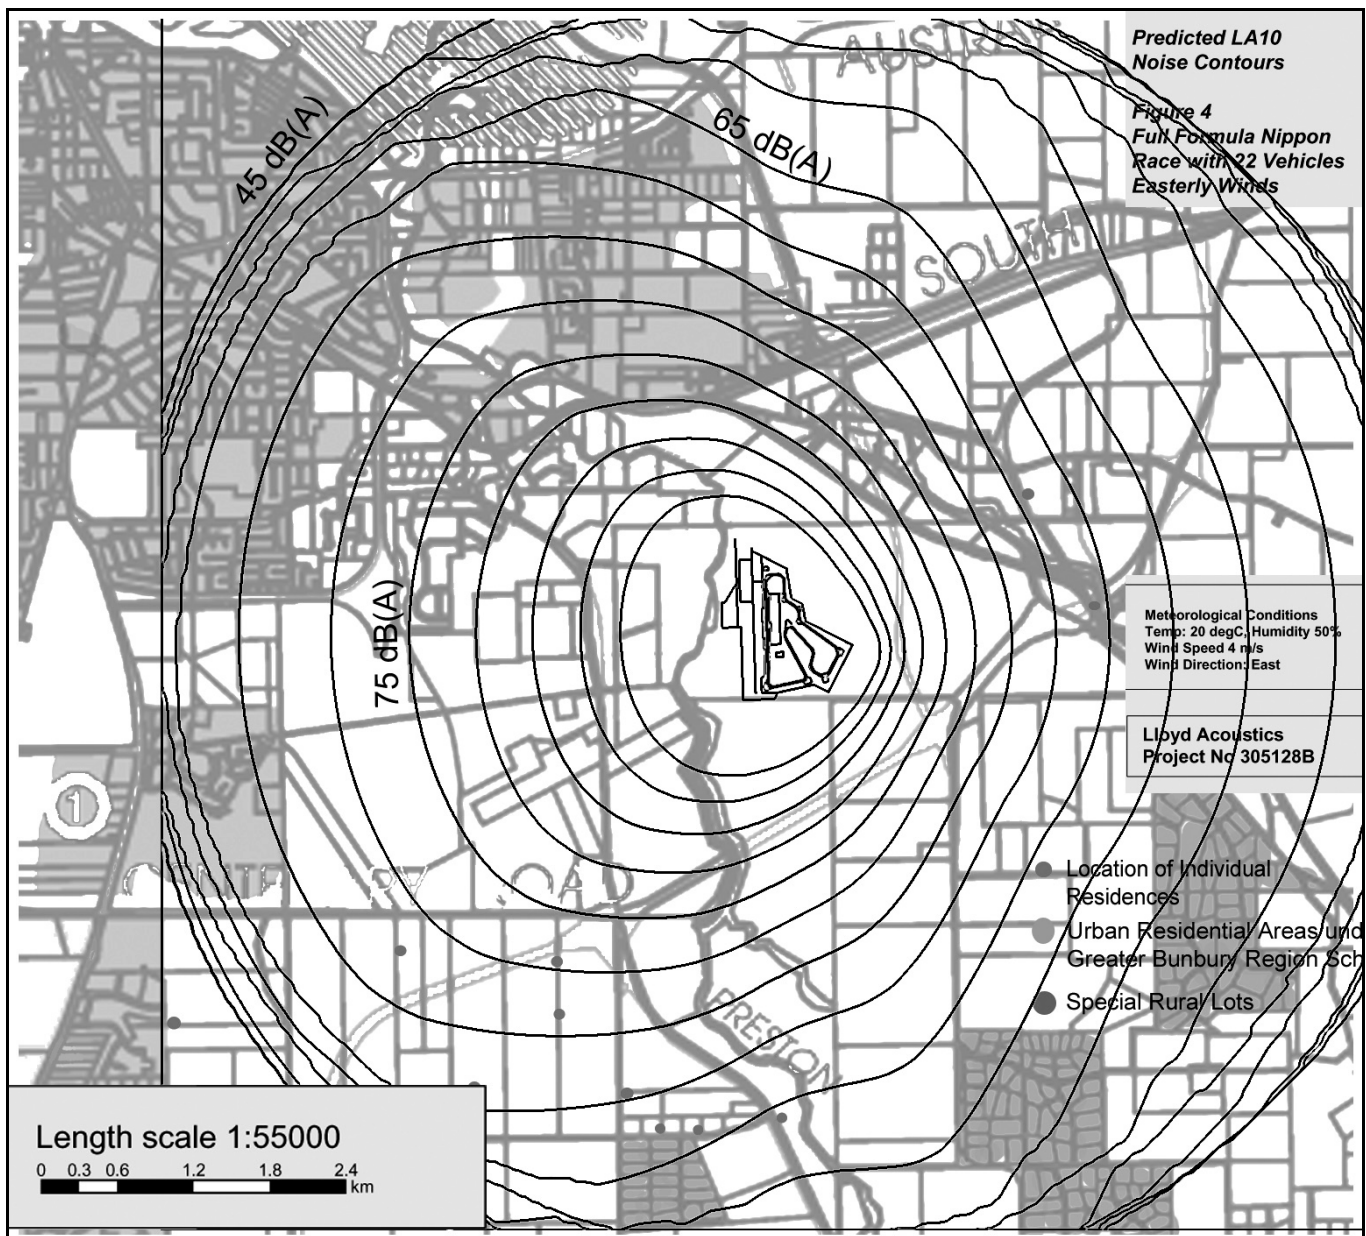 AUSTRA
Predicted LA10
Noise Contours
Figure 4
Full Formula Nippon
Race with 22 Vehicles
Easterly Winds
45 dB(A)
65 dB(A)
SOUTH
75 dB(A)
Meteorological Conditions
Temp: 20 degC, Humidity 50%
Wind Speed 4 m/s
Wind Direction: East
Lloyd Acoustics
Project No 305128B
1
ROAD
Location of Individual
Residences
Urban Residential Areas und
Greater Bunbury Region Sch
Special Rural Lots
PRESTON
Length scale 1:55000
0 0.3 0.6 1.2 1.8 2.4
km